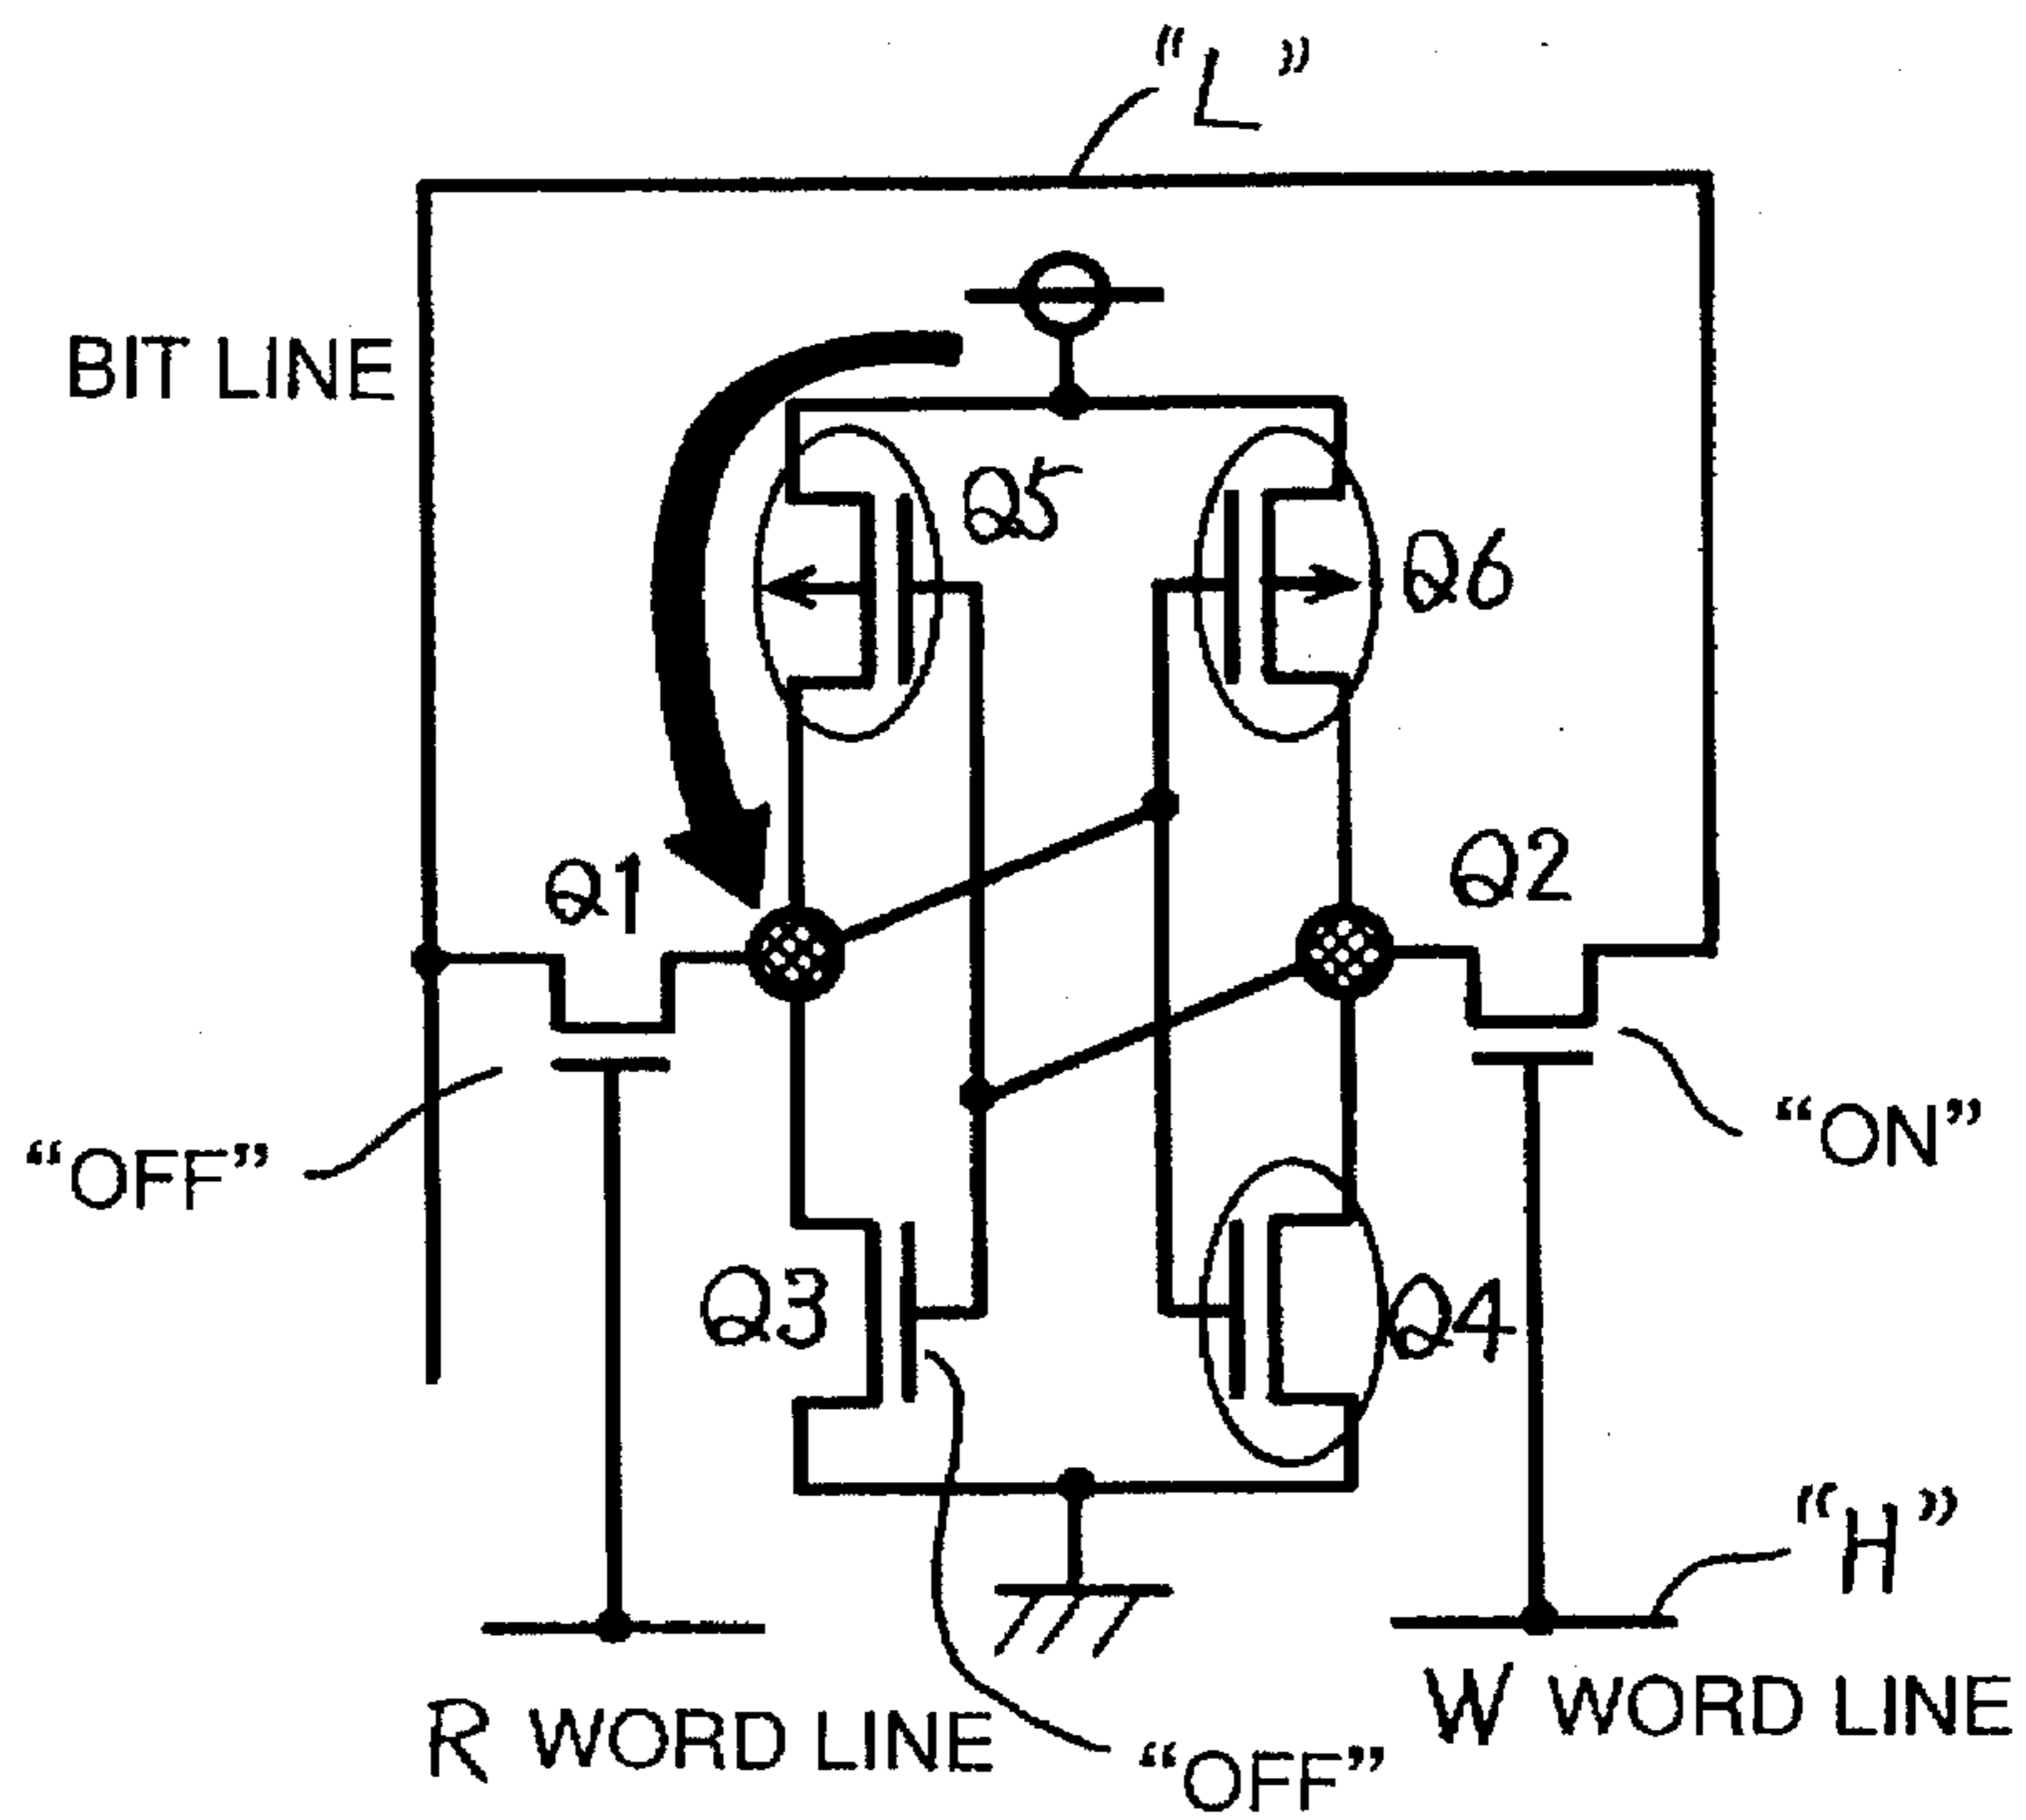 “L”
BIT LINE
Q5
Q6
Q1
Q2
“OFF”
“ON”
Q3
Q4
“H”
R WORD LINE
W WORD LINE
“OFF”